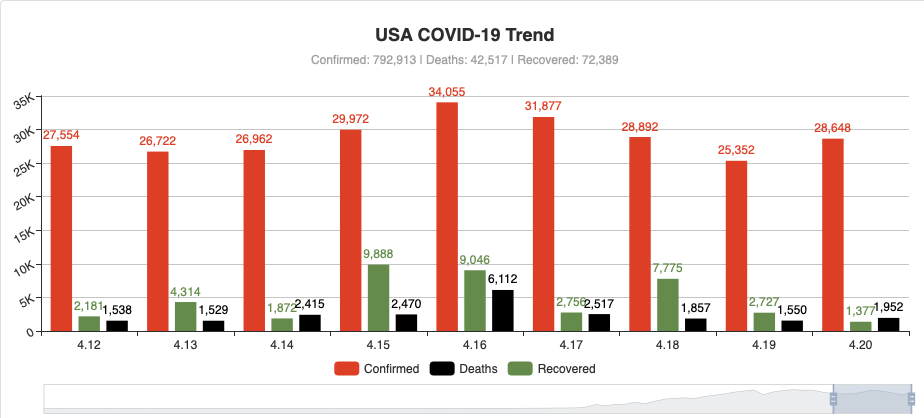 USA COVID-19 Trend
Confirmed: 792,913 | Deaths: 42,517 | Recovered: 72,389
35K
30K
25K
20K
15K
10K
5K
0
27,554
2,181
1,538
26,722
4,314
1,529
26,962
1,872
2,415
29,972
9,888
2,470
34,055
9,046
6,112
31,877
2,756
2,517
28,892
7,775
1,857
25,352
2,727
1,550
28,648
1,377
1,952
4.12 4.13 4.14 4.15 4.16 4.17 4.18 4.19 4.20
Confirmed Deaths Recovered